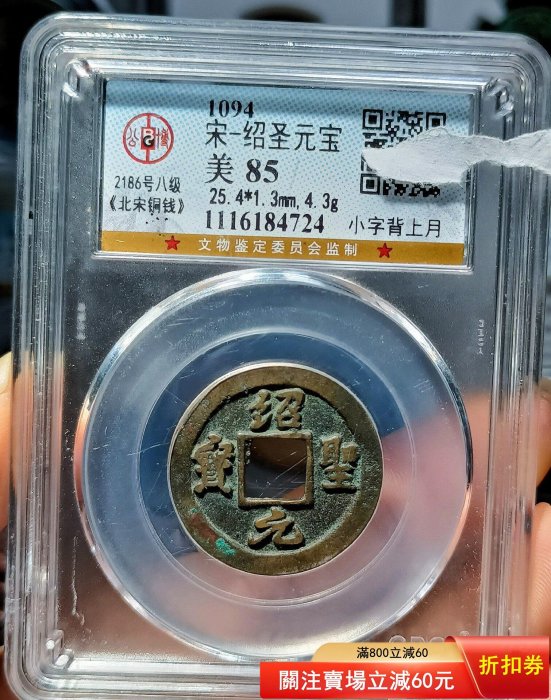 1094
宋-绍圣元宝
美 85
公博
2186号八级
《北宋铜钱》
25.4*1.3mm,4.3g
1116184724 小字背上月
★ 文物鉴定委员会监制 ★
绍
聖
元
寳
滿800立減60
關注賣場立減60元
折扣券